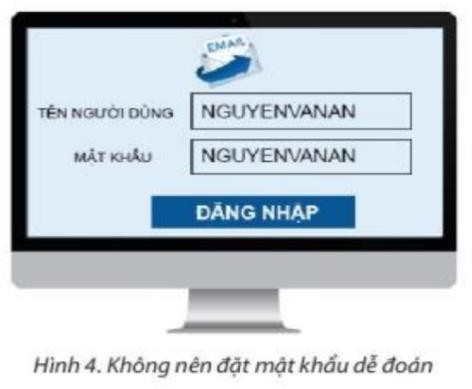 EMAIL
TÊN NGƯỜI DÙNG NGUYENVANAN
MẬT KHẨU NGUYENVANAN
ĐĂNG NHẬP
Hình 4. Không nên đặt mật khẩu dễ đoán